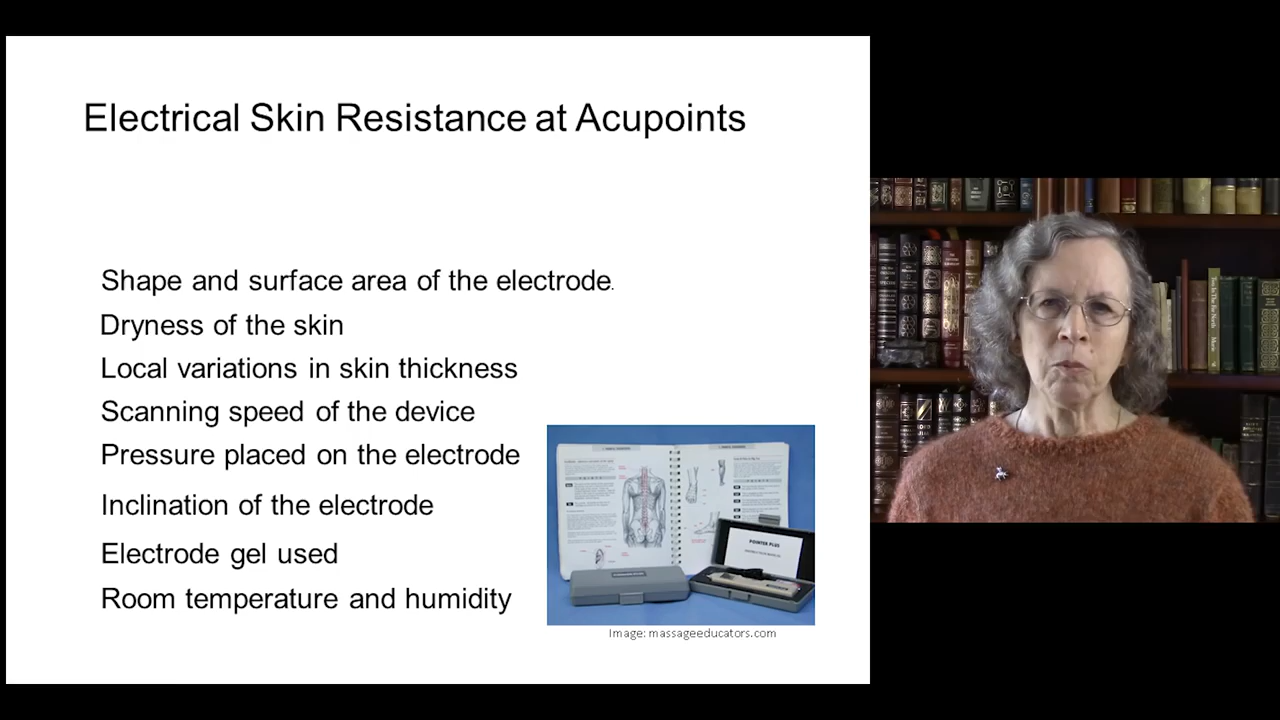 Electrical Skin Resistance at Acupoints
Shape and surface area of the electrode.
Dryness of the skin
Local variations in skin thickness
Scanning speed of the device
Pressure placed on the electrode
Inclination of the electrode
Electrode gel used
Room temperature and humidity
POINTER PLUS
Image: massageeducators.com